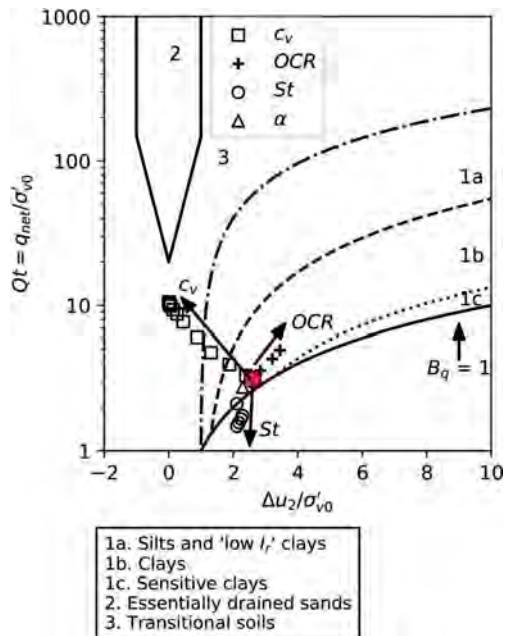 1000
100
10
1
Qt = q_net/σ′_v0
2
c_v
OCR
St
α
3
1a
1b
1c
c_v
OCR
St
B_q = 1
−2
0
2
4
6
8
10
Δu_2/σ′_v0
1a. Silts and 'low I_r' clays
1b. Clays
1c. Sensitive clays
2. Essentially drained sands
3. Transitional soils